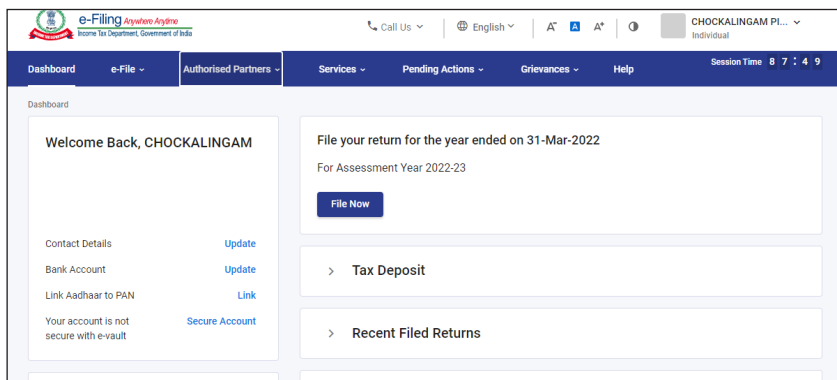 e-Filing Anywhere Anytime
Income Tax Department, Government of India
Call Us
English
A-
A
A+
CHOCKALINGAM PI...
Individual
Dashboard
e-File
Authorised Partners
Services
Pending Actions
Grievances
Help
Session Time 8 7 : 4 9
Dashboard
Welcome Back, CHOCKALINGAM
Contact Details Update
Bank Account Update
Link Aadhaar to PAN Link
Your account is not Secure Account
secure with e-vault
File your return for the year ended on 31-Mar-2022
For Assessment Year 2022-23
File Now
Tax Deposit
Recent Filed Returns